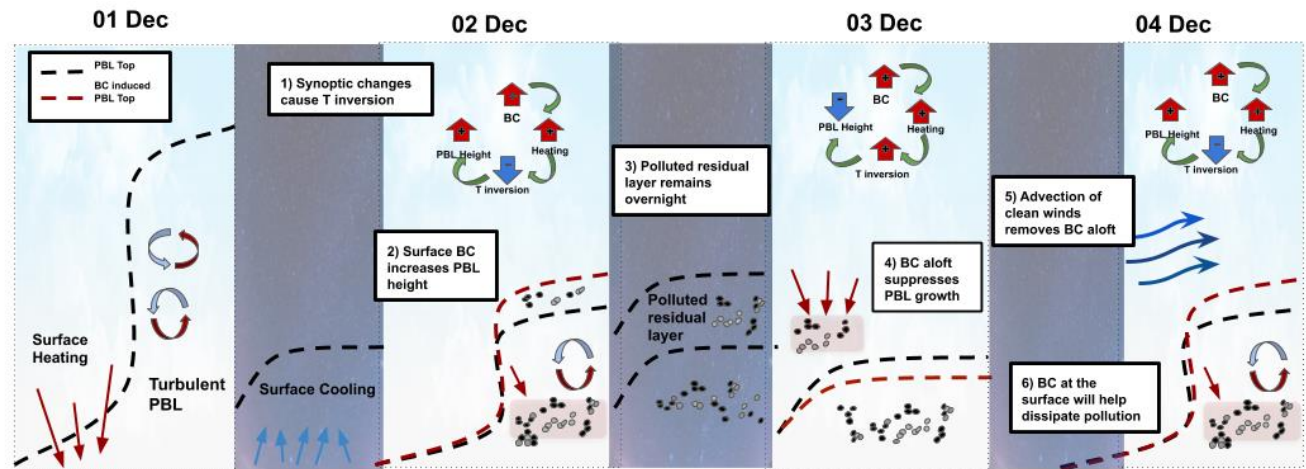 01 Dec
02 Dec
03 Dec
04 Dec
PBL Top
BC induced
PBL Top
Surface
Heating
Turbulent
PBL
1) Synoptic changes
cause T inversion
Surface Cooling
+
BC
+
+
PBL Height
Heating
-
T inversion
2) Surface BC
increases PBL
height
3) Polluted residual
layer remains
overnight
Polluted
residual
layer
+
BC
-
+
PBL Height
Heating
+
T inversion
4) BC aloft
suppresses
PBL growth
5) Advection of
clean winds
removes BC aloft
+
BC
+
+
PBL Height
Heating
-
T inversion
6) BC at the
surface will help
dissipate pollution